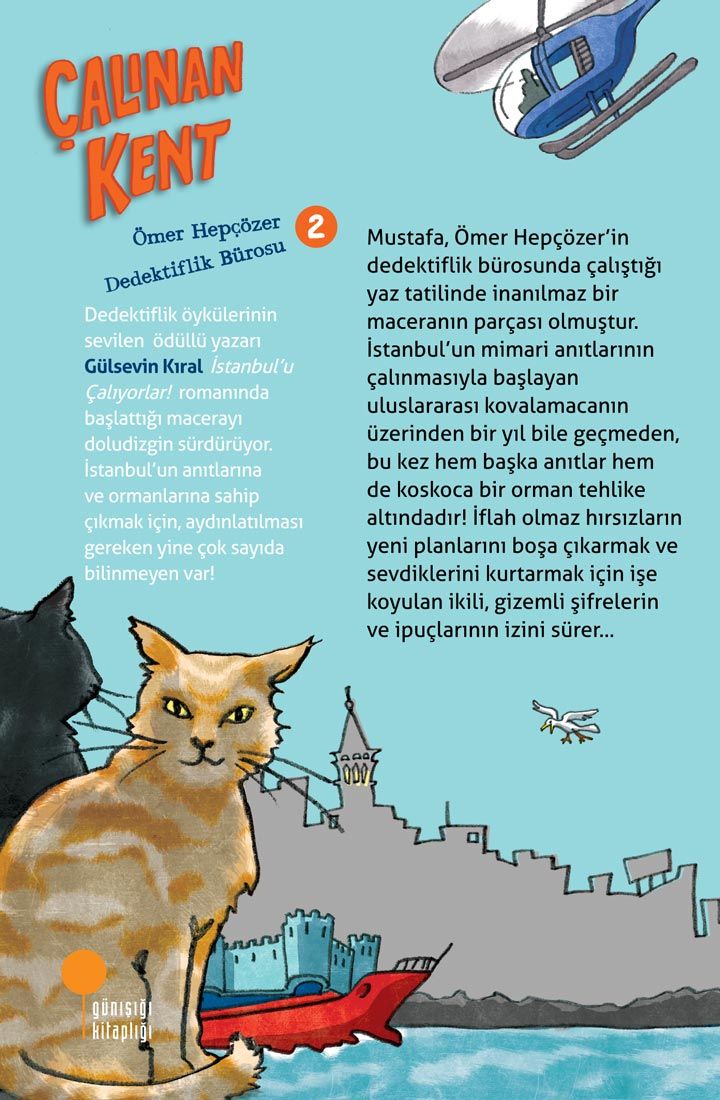 ÇALINAN
KENT
Ömer Hepçözer
Dedektiflik Bürosu
2
Dedektiflik öykülerinin
sevilen ödüllü yazarı
Gülsevin Kıral İstanbul’u
Çalıyorlar! romanında
başlattığı macerayı
doludizgin sürdürüyor.
İstanbul’un anıtlarına
ve ormanlarına sahip
çıkmak için, aydınlatılması
gereken yine çok sayıda
bilinmeyen var!
Mustafa, Ömer Hepçözer’in
dedektiflik bürosunda çalıştığı
yaz tatilinde inanılmaz bir
maceranın parçası olmuştur.
İstanbul’un mimari anıtlarının
çalınmasıyla başlayan
uluslararası kovalamacanın
üzerinden bir yıl bile geçmeden,
bu kez hem başka anıtlar hem
de koskoca bir orman tehlike
altındadır! İflah olmaz hırsızların
yeni planlarını boşa çıkarmak ve
sevdiklerini kurtarmak için işe
koyulan ikili, gizemli şifrelerin
ve ipuçlarının izini sürer...
günışığı
kitaplığı